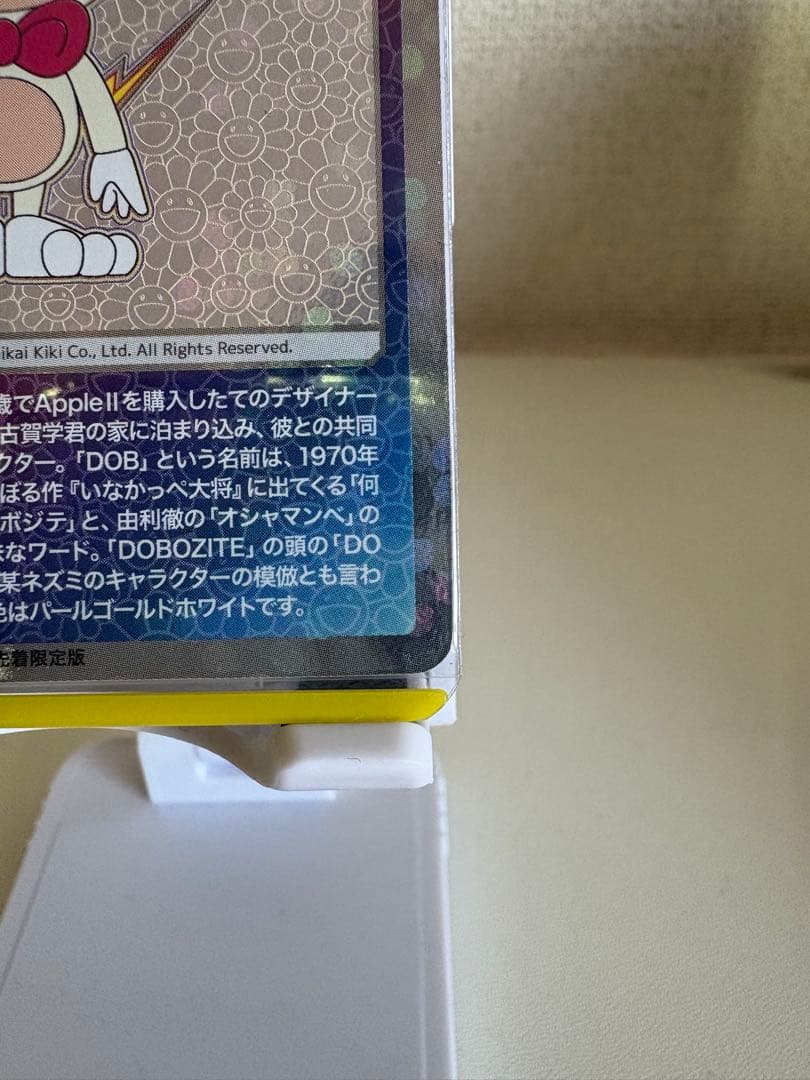 ikai Kiki Co., Ltd. All Rights Reserved.
歳でAppleIIを購入したてのデザイナー
古賀学君の家に泊まり込み、彼との共同
クター。「DOB」という名前は、1970年
ぼる作『いなかっぺ大将』に出てくる「何
ボジテ」と、由利徹の「オシャマンベ」の
なワード。「DOBOZITE」の頭の「DO
某ネズミのキャラクターの模倣とも言わ
色はパールゴールドホワイトです。
先着限定版